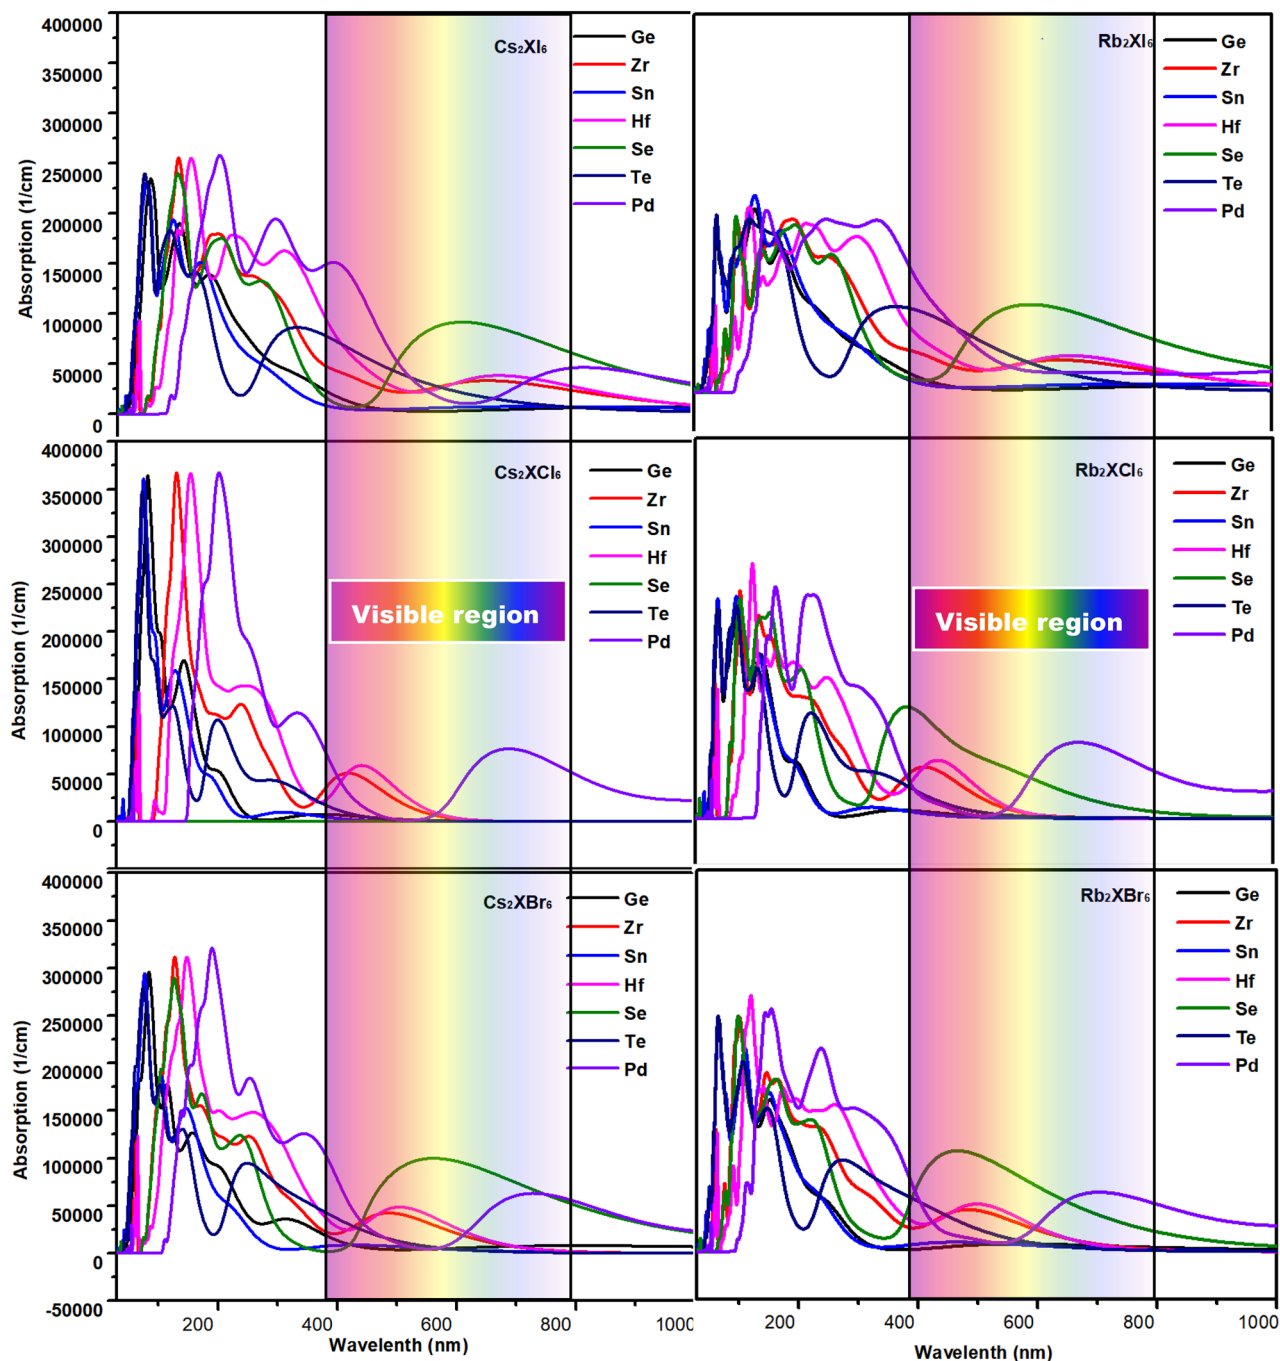 400000
350000
300000
250000
200000
150000
100000
50000
0
Absorption (1/cm)
Cs₂XI₆
Ge
Zr
Sn
Hf
Se
Te
Pd
Rb₂XI₆
Ge
Zr
Sn
Hf
Se
Te
Pd
400000
350000
300000
250000
200000
150000
100000
50000
0
Absorption (1/cm)
Cs₂XCl₆
Ge
Zr
Sn
Hf
Se
Te
Pd
Visible region
Rb₂XCl₆
Ge
Zr
Sn
Hf
Se
Te
Pd
Visible region
400000
350000
300000
250000
200000
150000
100000
50000
0
-50000
Absorption (1/cm)
Cs₂XBr₆
Ge
Zr
Sn
Hf
Se
Te
Pd
200 400 600 800 1000
Wavelenth (nm)
Rb₂XBr₆
Ge
Zr
Sn
Hf
Se
Te
Pd
200 400 600 800 1000
Wavelenth (nm)